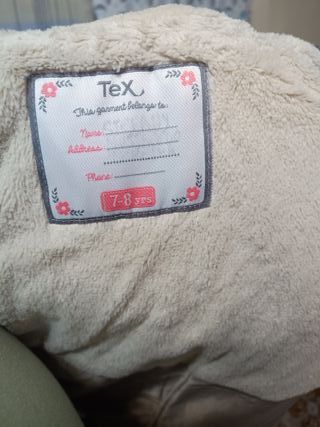 TeX
This garment belongs to:
Name:
Address:
Phone:
7-8 yrs